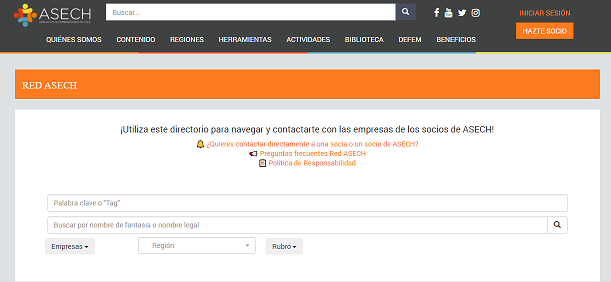 ASECH
Buscar...
INICIAR SESIÓN
HAZTE SOCIO
QUIÉNES SOMOS CONTENIDO REGIONES HERRAMIENTAS ACTIVIDADES BIBLIOTECA DEFEM BENEFICIOS
RED ASECH
¡Utiliza este directorio para navegar y contactarte con las empresas de los socios de ASECH!
¿Quieres contactar directamente a una socia o un socio de ASECH?
Preguntas frecuentes Red ASECH
Política de Responsabilidad
Palabra clave o "Tag"
Buscar por nombre de fantasia o nombre legal
Empresas Región Rubro